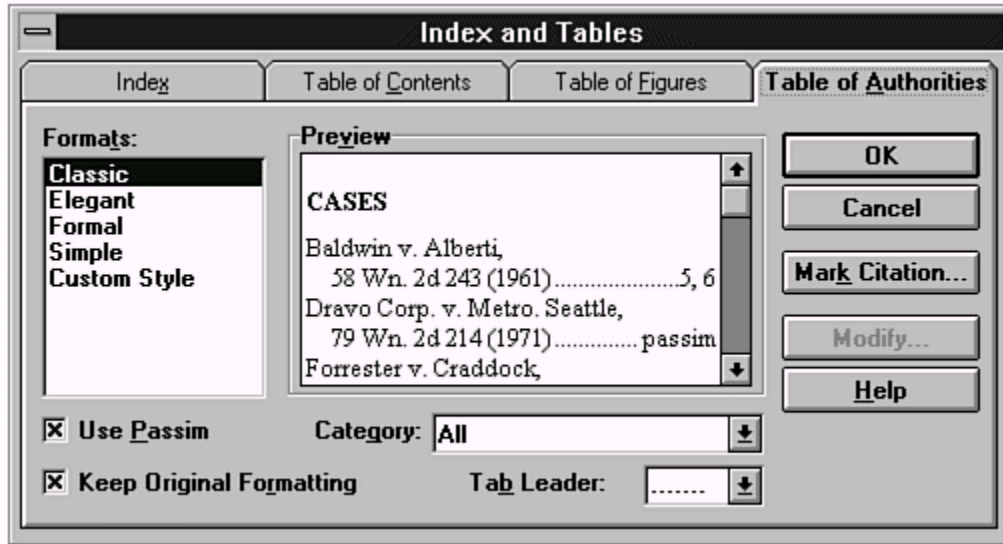 Index and Tables
Index
Table of Contents
Table of Figures
Table of Authorities
Formats:
Classic
Elegant
Formal
Simple
Custom Style
Preview
CASES
Baldwin v. Alberti,
58 Wn. 2d 243 (1961)......................5, 6
Dravo Corp. v. Metro. Seattle,
79 Wn. 2d 214 (1971)..............passim
Forrester v. Craddock,
OK
Cancel
Mark Citation...
Modify...
Help
Use Passim
Category: All
Keep Original Formatting
Tab Leader: .......